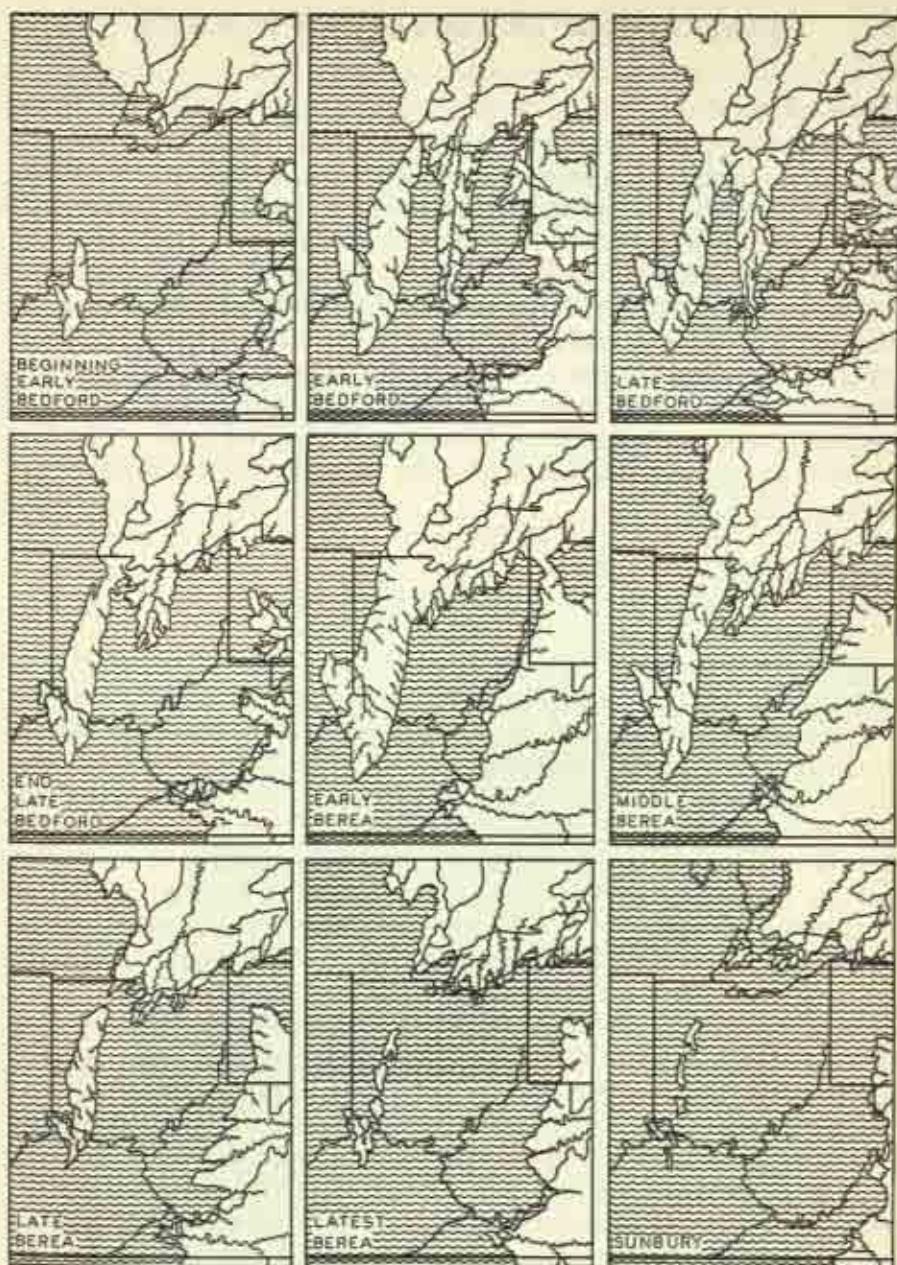 BEGINNING
EARLY
BEDFORD
EARLY
BEDFORD
LATE
BEDFORD
END
LATE
BEDFORD
EARLY
BEREA
MIDDLE
BEREA
LATE
BEREA
LATEST
BEREA
SUNBURY